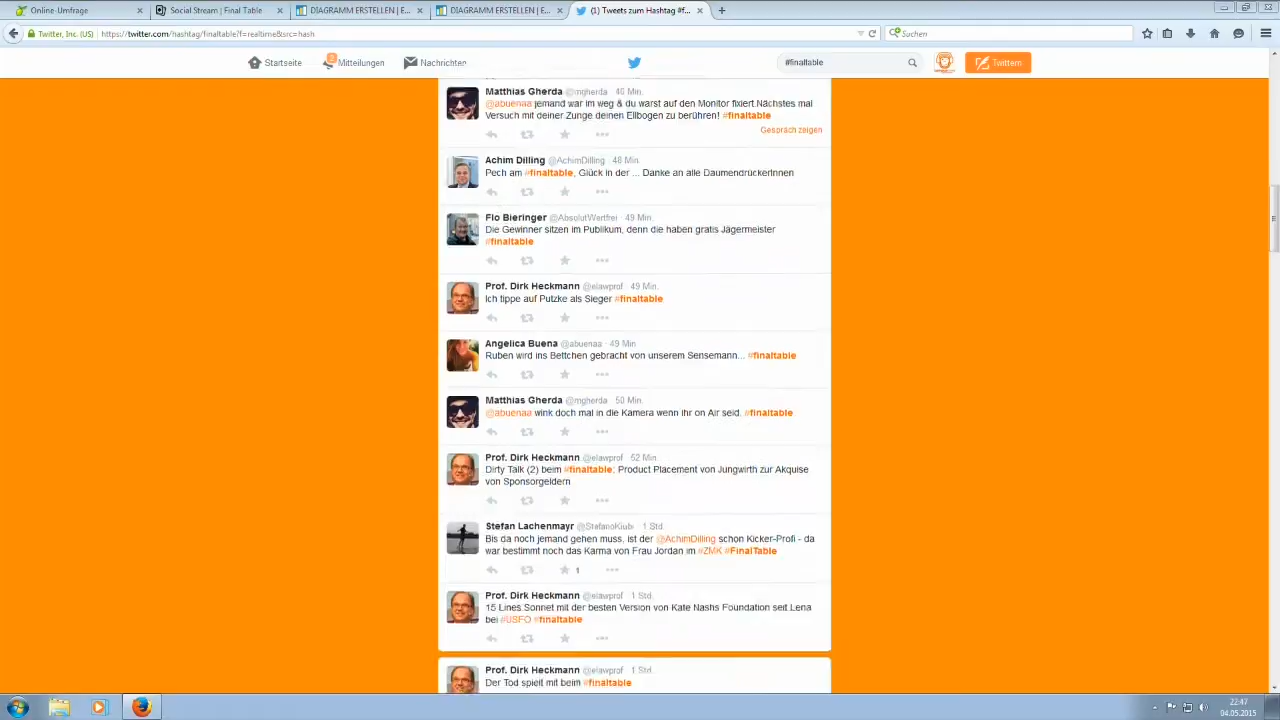 Online-Umfrage
Social Stream | Final Table
DIAGRAMM ERSTELLEN | E...
DIAGRAMM ERSTELLEN | E...
(1) Tweets zum Hashtag #f...
Twitter, Inc. (US)
https://twitter.com/hashtag/finaltable?f=realtime&src=hash
Suchen
Startseite
Mitteilungen
Nachrichten
#finaltable
Twittern
Matthias Gherda @mgherda · 46 Min.
@abuenaa jemand war im weg & du warst auf den Monitor fixiert.Nächstes mal
Versuch mit deiner Zunge deinen Ellbogen zu berühren! #finaltable
Gespräch zeigen
Achim Dilling @AchimDilling · 48 Min.
Pech am #finaltable, Glück in der ... Danke an alle DaumendrückerInnen
Flo Bieringer @AbsolutWertfrei · 49 Min.
Die Gewinner sitzen im Publikum, denn die haben gratis Jägermeister
#finaltable
Prof. Dirk Heckmann @elawprof · 49 Min.
Ich tippe auf Putzke als Sieger #finaltable
Angelica Buena @abuenaa · 49 Min
Ruben wird ins Bettchen gebracht von unserem Sensemann... #finaltable
Matthias Gherda @mgherda · 50 Min.
@abuenaa wink doch mal in die Kamera wenn ihr on Air seid. #finaltable
Prof. Dirk Heckmann @elawprof · 52 Min.
Dirty Talk (2) beim #finaltable: Product Placement von Jungwirth zur Akquise
von Sponsorgeldern
Stefan Lachenmayr @StefanoKiub · 1 Std.
Bis da noch jemand gehen muss, ist der @AchimDilling schon Kicker-Profi - da
war bestimmt noch das Karma von Frau Jordan im #ZMK #FinalTable
1
Prof. Dirk Heckmann @elawprof · 1 Std.
15 Lines Sonnet mit der besten Version von Kate Nashs Foundation seit Lena
bei #USFO #finaltable
Prof. Dirk Heckmann @elawprof · 1 Std.
Der Tod spielt mit beim #finaltable
22:47
04.05.2015